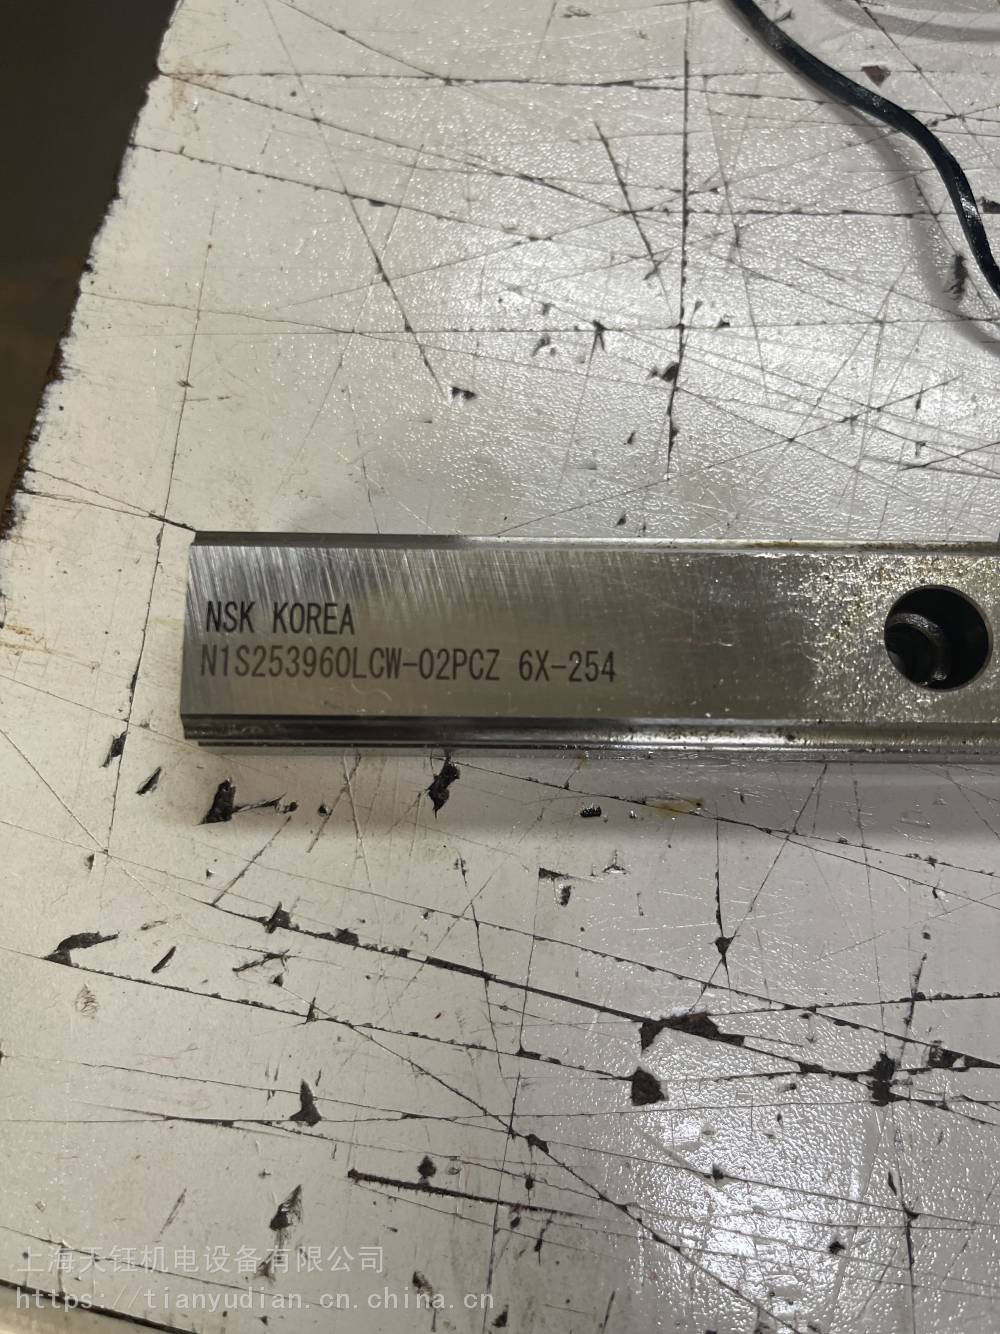 NSK KOREA
N1S253960LCW-02PCZ 6X-254
上海天钰机电设备有限公司
https://tianyudian.cn.china.cn